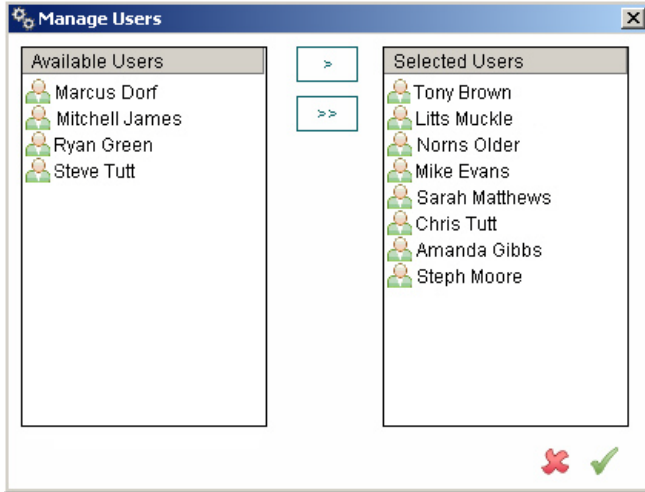 Manage Users
Available Users
Marcus Dorf
Mitchell James
Ryan Green
Steve Tutt
>
>>
Selected Users
Tony Brown
Litts Muckle
Norns Older
Mike Evans
Sarah Matthews
Chris Tutt
Amanda Gibbs
Steph Moore